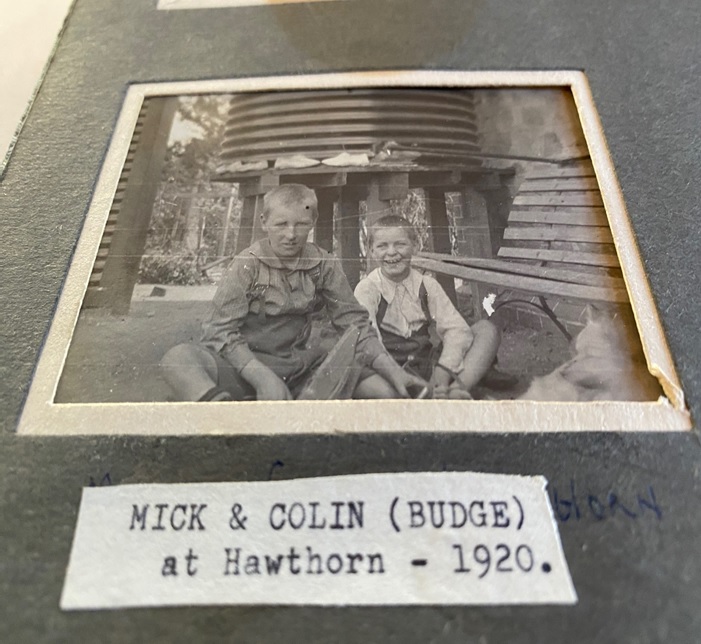 MICK & COLIN (BUDGE)
at Hawthorn - 1920.